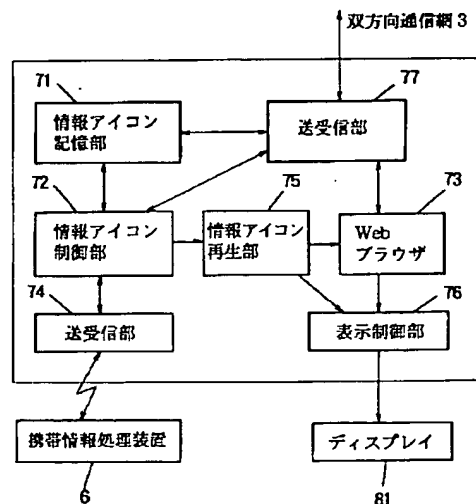 双方向通信網3
71
77
情報アイコン
記憶部
送受信部
72
75
73
情報アイコン
制御部
情報アイコン
再生部
Web
ブラウザ
74
76
送受信部
表示制御部
携帯情報処理装置
ディスプレイ
6
81